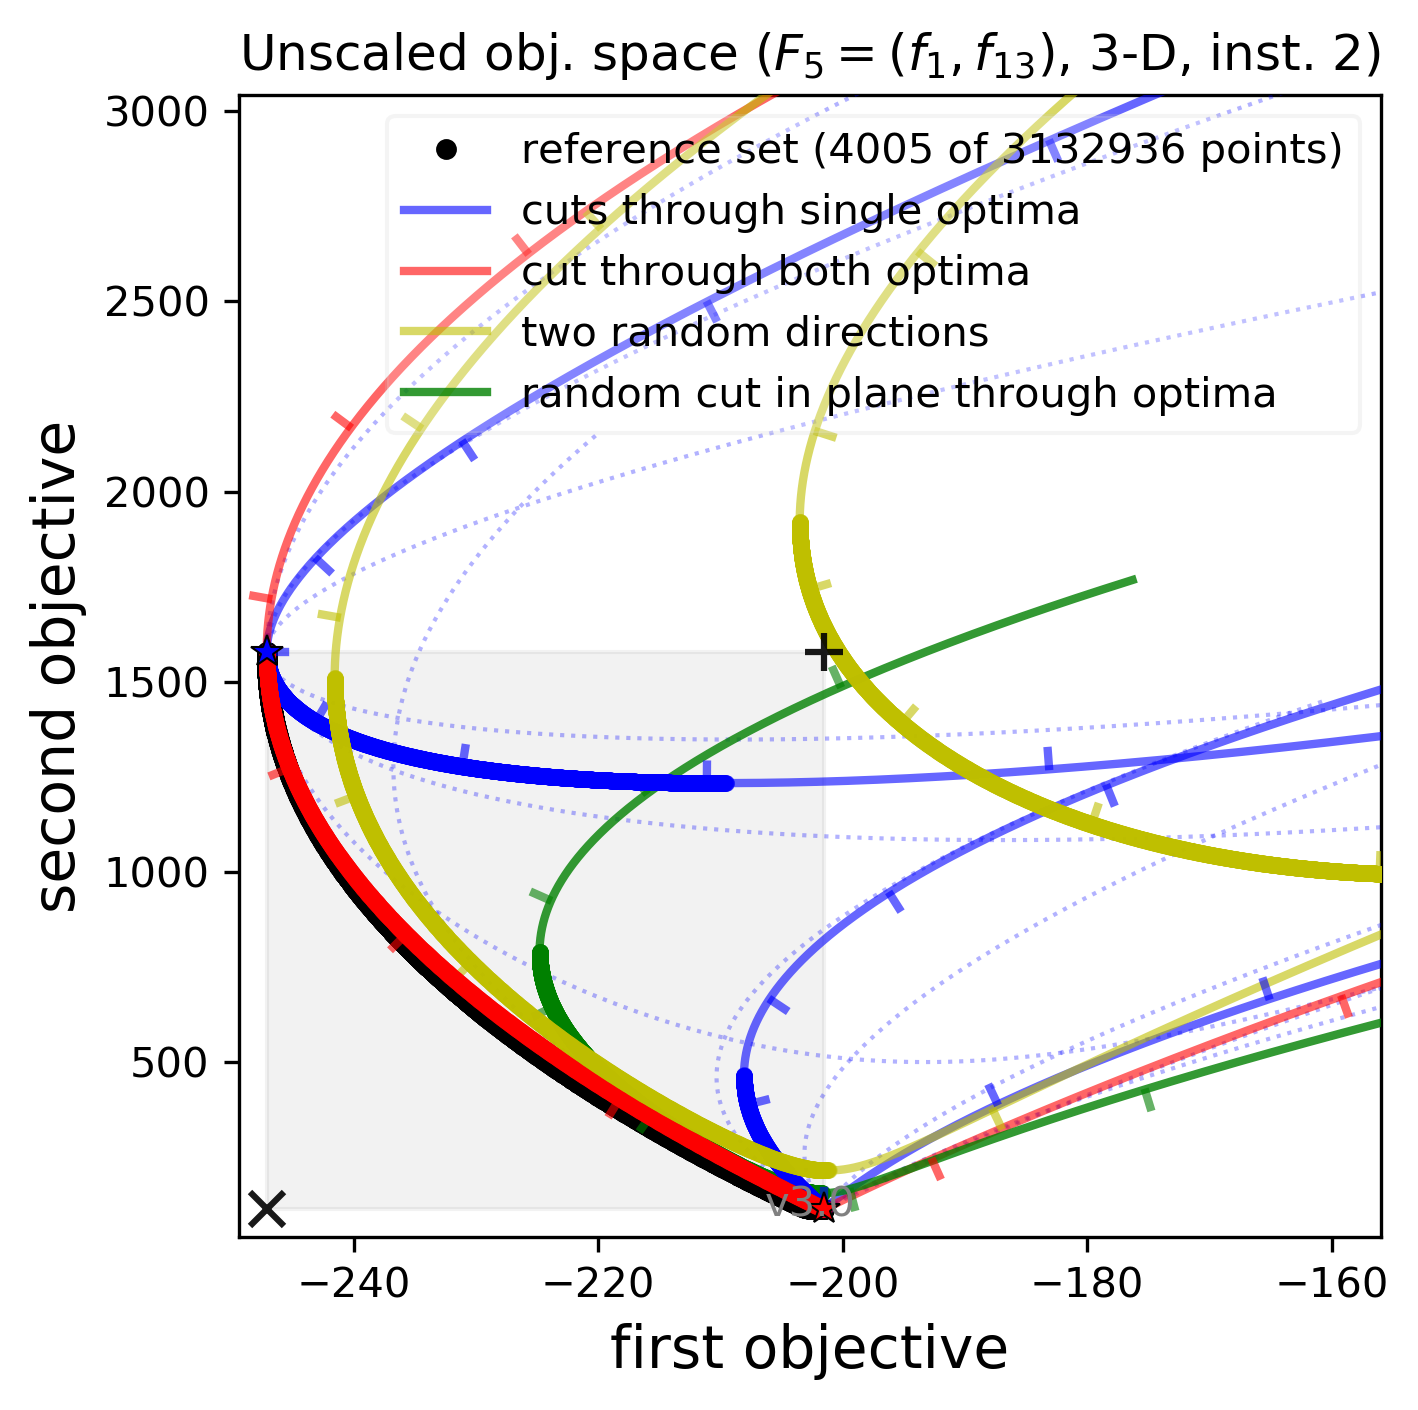 Unscaled obj. space (F₅ = (f₁, f₁₃), 3-D, inst. 2)
3000
2500
2000
1500
1000
500
second objective
reference set (4005 of 3132936 points)
cuts through single optima
cut through both optima
two random directions
random cut in plane through optima
v3.0
−240 −220 −200 −180 −160
first objective